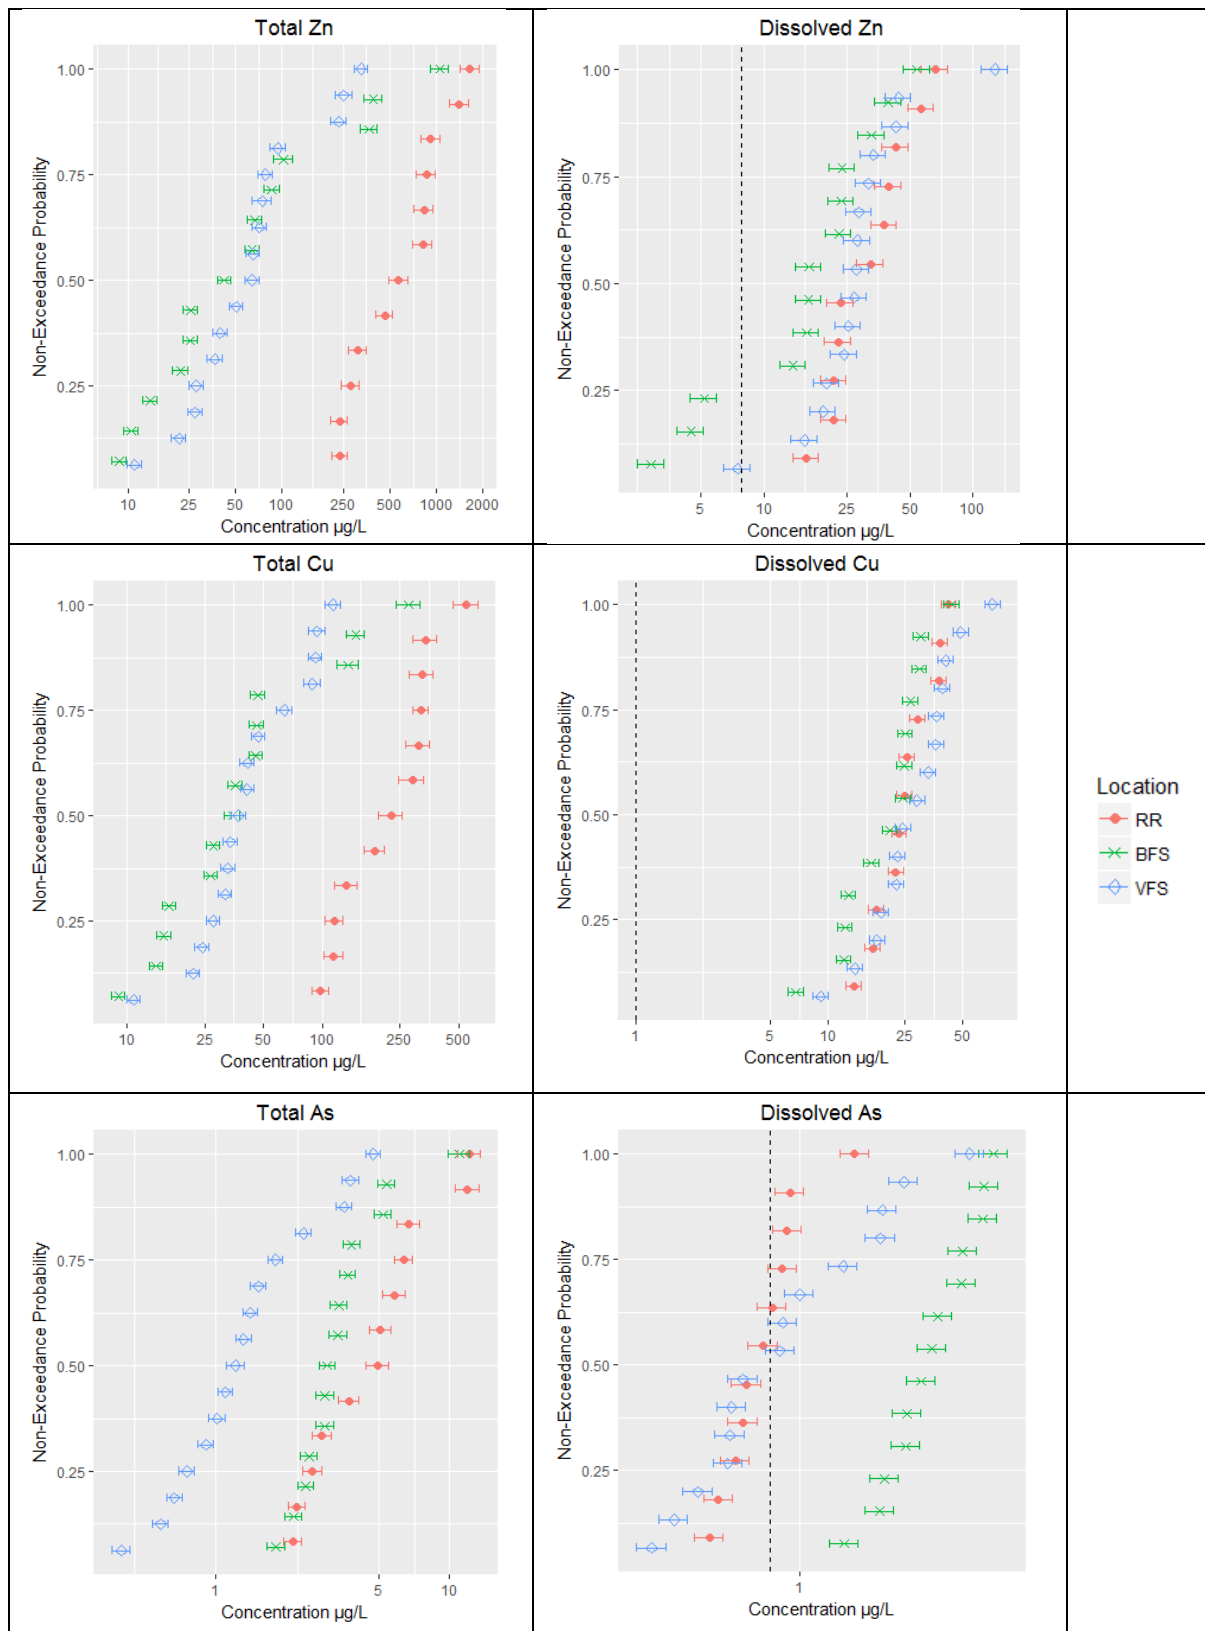 Total Zn
Non-Exceedance Probability
1.00
0.75
0.50
0.25
10 25 50 100 250 500 1000 2000
Concentration µg/L
Dissolved Zn
Non-Exceedance Probability
1.00
0.75
0.50
0.25
5 10 25 50 100
Concentration µg/L
Total Cu
Non-Exceedance Probability
1.00
0.75
0.50
0.25
10 25 50 100 250 500
Concentration µg/L
Dissolved Cu
Non-Exceedance Probability
1.00
0.75
0.50
0.25
1 5 10 25 50
Concentration µg/L
Location
RR
BFS
VFS
Total As
Non-Exceedance Probability
1.00
0.75
0.50
0.25
1 5 10
Concentration µg/L
Dissolved As
Non-Exceedance Probability
1.00
0.75
0.50
0.25
1
Concentration µg/L